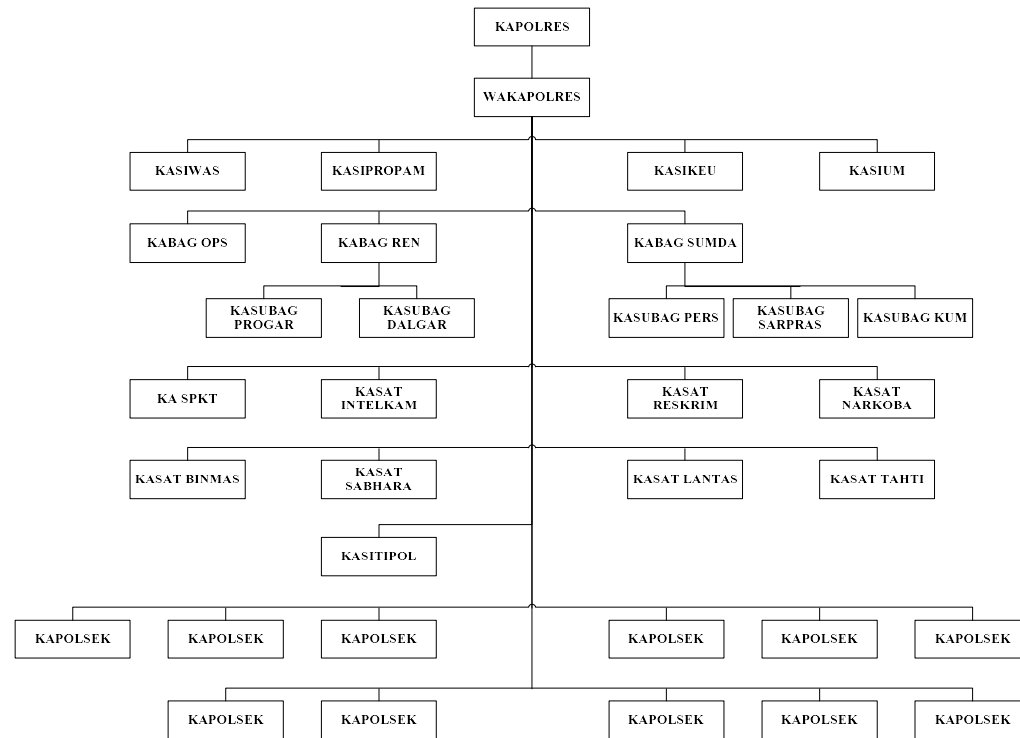 KAPOLRES
WAKAPOLRES
KASIWAS
KASIPROPAM
KASIKEU
KASIUM
KABAG OPS
KABAG REN
KABAG SUMDA
KASUBAG
PROGAR
KASUBAG
DALGAR
KASUBAG PERS
KASUBAG
SARPRAS
KASUBAG KUM
KA SPKT
KASAT
INTELKAM
KASAT
RESKRIM
KASAT
NARKOBA
KASAT BINMAS
KASAT
SABHARA
KASAT LANTAS
KASAT TAHTI
KASITIPOL
KAPOLSEK
KAPOLSEK
KAPOLSEK
KAPOLSEK
KAPOLSEK
KAPOLSEK
KAPOLSEK
KAPOLSEK
KAPOLSEK
KAPOLSEK
KAPOLSEK